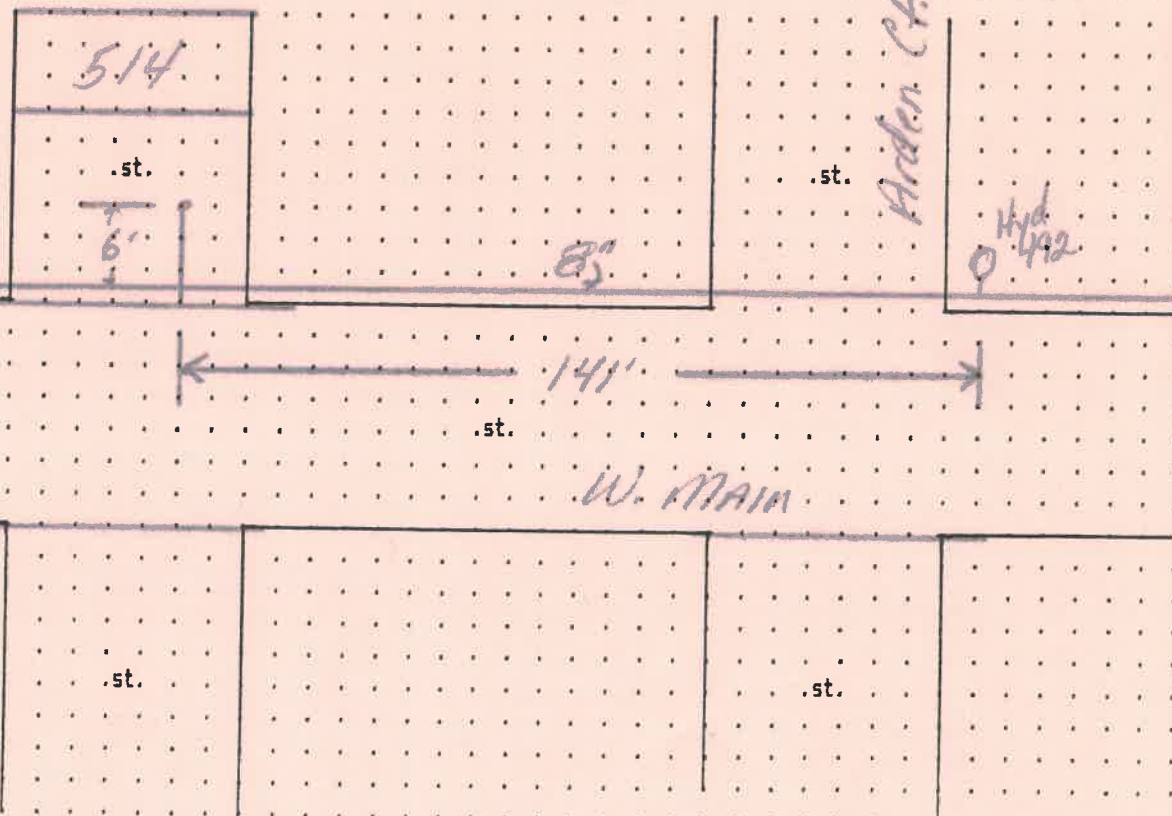 514
.st.
6'
8"
.st.
Arden Ct.
Hyd
492
141'
.st.
W. MAIN
.st.
.st.